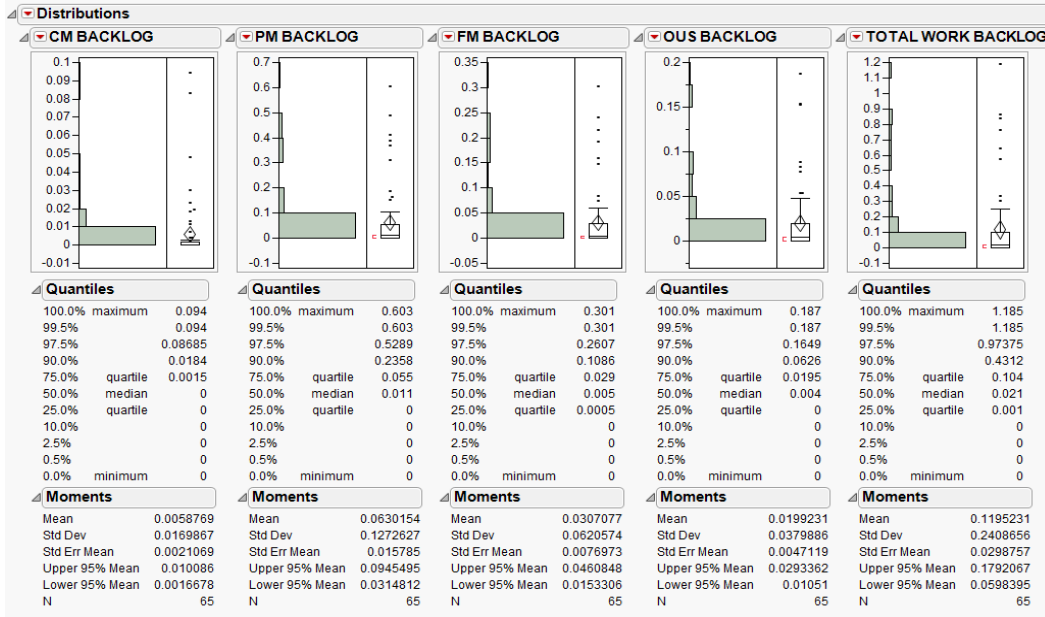 Distributions
CM BACKLOG PM BACKLOG FM BACKLOG OUS BACKLOG TOTAL WORK BACKLOG
0.1
0.09
0.08
0.07
0.06
0.05
0.04
0.03
0.02
0.01
0
-0.01
0.7
0.6
0.5
0.4
0.3
0.2
0.1
0
-0.1
0.35
0.3
0.25
0.2
0.15
0.1
0.05
0
-0.05
0.2
0.15
0.1
0.05
0
1.2
1.1
1
0.9
0.8
0.7
0.6
0.5
0.4
0.3
0.2
0.1
0
-0.1
Quantiles Quantiles Quantiles Quantiles Quantiles
100.0% maximum 0.094 100.0% maximum 0.603 100.0% maximum 0.301 100.0% maximum 0.187 100.0% maximum 1.185
99.5% 0.094 99.5% 0.603 99.5% 0.301 99.5% 0.187 99.5% 1.185
97.5% 0.08685 97.5% 0.5289 97.5% 0.2607 97.5% 0.1649 97.5% 0.97375
90.0% 0.0184 90.0% 0.2358 90.0% 0.1086 90.0% 0.0626 90.0% 0.4312
75.0% quartile 0.0015 75.0% quartile 0.055 75.0% quartile 0.029 75.0% quartile 0.0195 75.0% quartile 0.104
50.0% median 0 50.0% median 0.011 50.0% median 0.005 50.0% median 0.004 50.0% median 0.021
25.0% quartile 0 25.0% quartile 0 25.0% quartile 0.0005 25.0% quartile 0 25.0% quartile 0.001
10.0% 0 10.0% 0 10.0% 0 10.0% 0 10.0% 0
2.5% 0 2.5% 0 2.5% 0 2.5% 0 2.5% 0
0.5% 0 0.5% 0 0.5% 0 0.5% 0 0.5% 0
0.0% minimum 0 0.0% minimum 0 0.0% minimum 0 0.0% minimum 0 0.0% minimum 0
Moments Moments Moments Moments Moments
Mean 0.0058769 Mean 0.0630154 Mean 0.0307077 Mean 0.0199231 Mean 0.1195231
Std Dev 0.0169867 Std Dev 0.1272627 Std Dev 0.0620574 Std Dev 0.0379886 Std Dev 0.2408656
Std Err Mean 0.0021069 Std Err Mean 0.015785 Std Err Mean 0.0076973 Std Err Mean 0.0047119 Std Err Mean 0.0298757
Upper 95% Mean 0.010086 Upper 95% Mean 0.0945495 Upper 95% Mean 0.0460848 Upper 95% Mean 0.0293362 Upper 95% Mean 0.1792067
Lower 95% Mean 0.0016678 Lower 95% Mean 0.0314812 Lower 95% Mean 0.0153306 Lower 95% Mean 0.01051 Lower 95% Mean 0.0598395
N 65 N 65 N 65 N 65 N 65